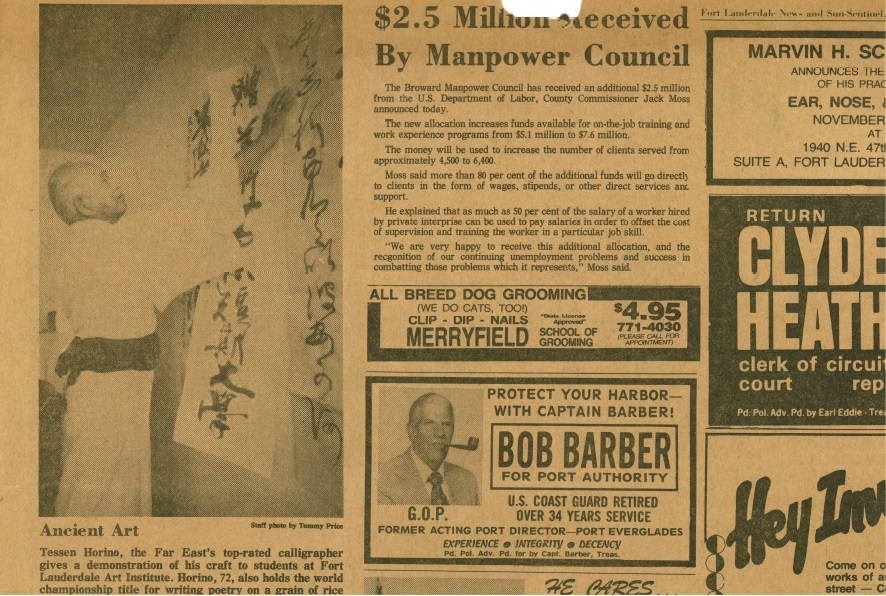 $2.5 Million Received
By Manpower Council
The Broward Manpower Council has received an additional $2.5 million
from the U.S. Department of Labor, County Commissioner Jack Moss
announced today.
The new allocation increases funds available for on-the-job training and
work experience programs from $5.1 million to $7.6 million.
The money will be used to increase the number of clients served from
approximately 4,500 to 6,400.
Moss said more than 80 per cent of the additional funds will go directly
to clients in the form of wages, stipends, or other direct services and
support.
He explained that as much as 50 per cent of the salary of a worker hired
by private interprise can be used to pay salaries in order to offset the cost
of supervision and training the worker in a particular job skill.
"We are very happy to receive this additional allocation, and the
recgonition of our continuing unemployment problems and success in
combatting those problems which it represents," Moss said.
Staff photo by Tommy Price
Ancient Art
Tessen Horino, the Far East's top-rated calligrapher
gives a demonstration of his craft to students at Fort
Lauderdale Art Institute. Horino, 72, also holds the world
championship title for writing poetry on a grain of rice
ALL BREED DOG GROOMING
(WE DO CATS, TOO!)
CLIP - DIP - NAILS
MERRYFIELD
"State License
Approved"
SCHOOL OF
GROOMING
$4.95
771-4030
(PLEASE CALL FOR
APPOINTMENT)
PROTECT YOUR HARBOR—
WITH CAPTAIN BARBER!
BOB BARBER
FOR PORT AUTHORITY
G.O.P.
U.S. COAST GUARD RETIRED
OVER 34 YEARS SERVICE
FORMER ACTING PORT DIRECTOR—PORT EVERGLADES
EXPERIENCE • INTEGRITY • DECENCY
Pd. Pol. Adv. Pd. for by Capt. Barber, Treas.
HE CARES...
Fort Lauderdale News and Sun-Sentinel,
MARVIN H. SC
ANNOUNCES THE
OF HIS PRAC
EAR, NOSE, &
NOVEMBER
AT
1940 N.E. 47th
SUITE A, FORT LAUDER
RETURN
CLYDE
HEATH
clerk of circuit
court rep
Pd. Pol. Adv. Pd. by Earl Eddie - Trea
Hey Im
Come on o
works of a
street — C